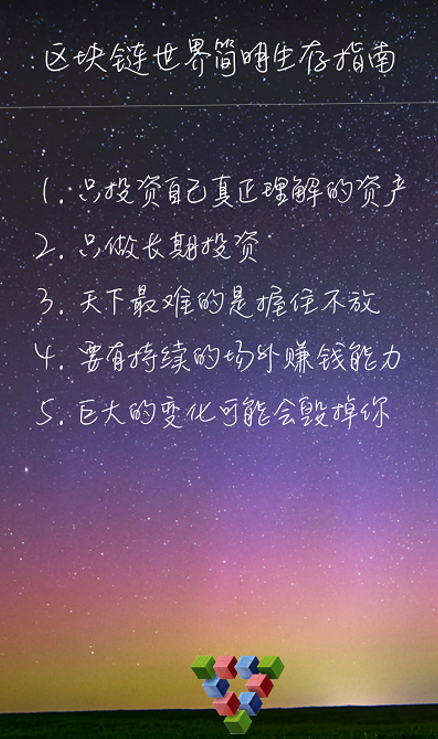 区块链世界简明生存指南
1. 只投资自己真正理解的资产
2. 只做长期投资
3. 天下最难的是握住不放
4. 要有持续的场外赚钱能力
5. 巨大的变化可能会毁掉你